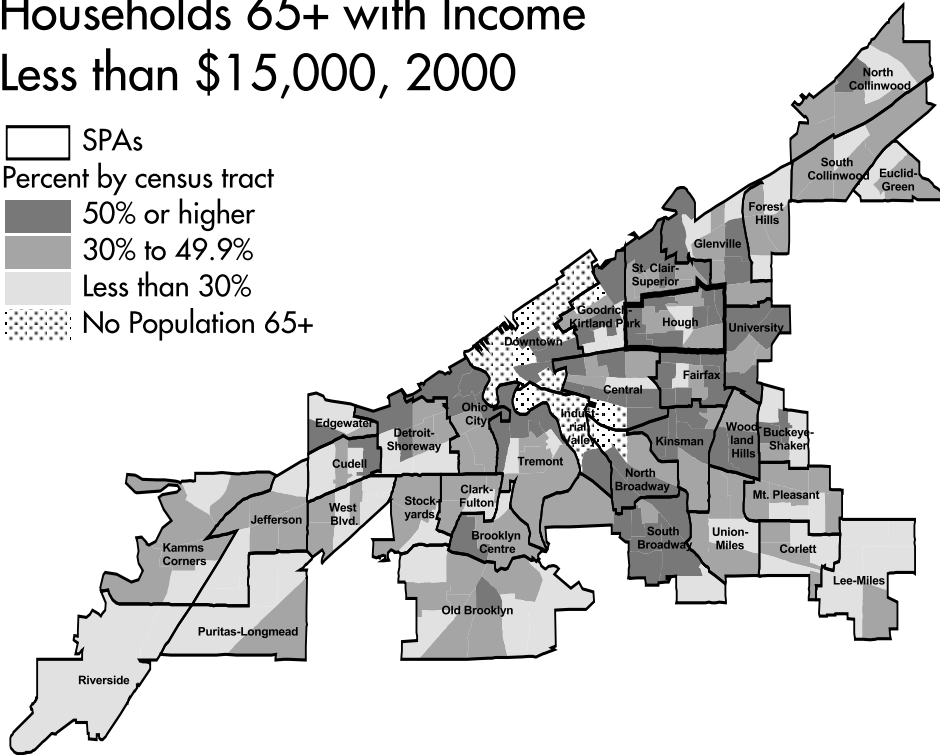 Households 65+ with Income
Less than $15,000, 2000
SPAs
Percent by census tract
50% or higher
30% to 49.9%
Less than 30%
No Population 65+
North
Collinwood
South
Collinwood
Euclid-
Green
Forest
Hills
Glenville
St. Clair-
Superior
Goodrich-
Kirtland Park
Hough
University
Downtown
Fairfax
Central
Ohio
City
Indust-
rial
Valley
Edgewater
Detroit-
Shoreway
Wood-
land
Hills
Buckeye-
Shaker
Kinsman
Cudell
Tremont
North
Broadway
Mt. Pleasant
Clark-
Fulton
Stock-
yards
West
Blvd.
Jefferson
Brooklyn
Centre
South
Broadway
Union-
Miles
Corlett
Kamms
Corners
Lee-Miles
Old Brooklyn
Puritas-Longmead
Riverside